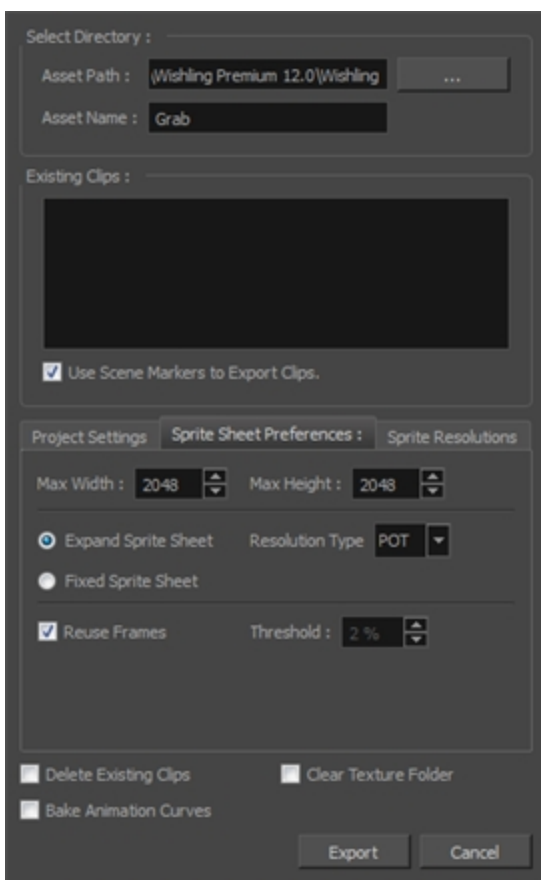 Select Directory :
Asset Path : \Wishling Premium 12.0\Wishling ...
Asset Name : Grab
Existing Clips :
Use Scene Markers to Export Clips.
Project Settings Sprite Sheet Preferences : Sprite Resolutions
Max Width : 2048 Max Height : 2048
Expand Sprite Sheet Resolution Type POT
Fixed Sprite Sheet
Reuse Frames Threshold : 2 %
Delete Existing Clips Clear Texture Folder
Bake Animation Curves
Export Cancel